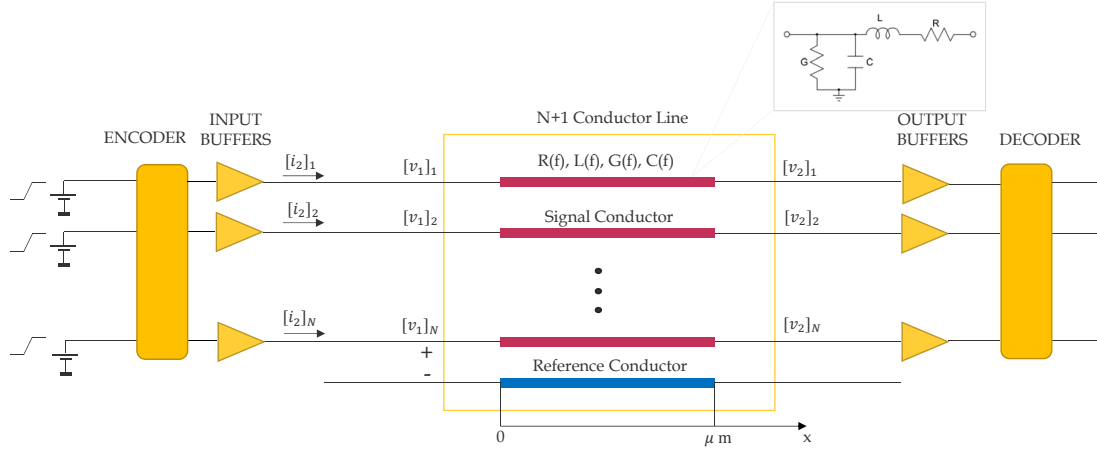 L
R
G
C
N+1 Conductor Line
INPUT
BUFFERS
OUTPUT
BUFFERS
ENCODER
DECODER
[i₂]₁
[v₁]₁
R(f), L(f), G(f), C(f)
[v₂]₁
[i₂]₂
[v₁]₂
Signal Conductor
[v₂]₂
[i₂]N
[v₁]N
[v₂]N
+
-
Reference Conductor
0
μ m
x